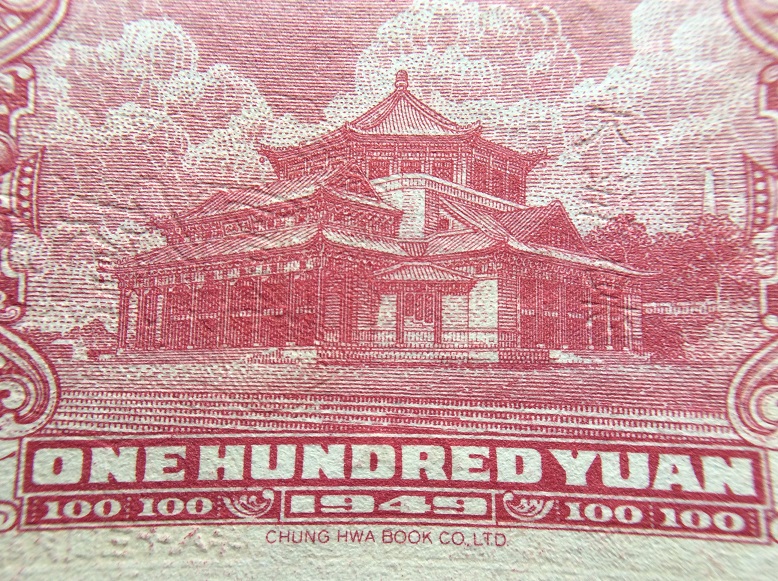 ONE HUNDRED YUAN
100 100 1949 100 100
CHUNG HWA BOOK CO., LTD.